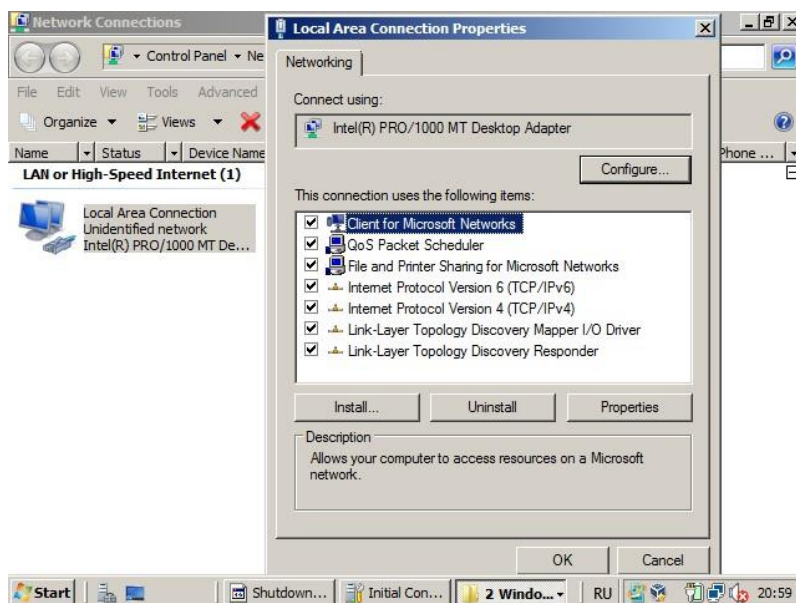 Network Connections
Control Panel
Ne
File Edit View Tools Advanced
Organize Views
Name Status Device Name
Phone ...
LAN or High-Speed Internet (1)
Local Area Connection
Unidentified network
Intel(R) PRO/1000 MT De...
Local Area Connection Properties
Networking
Connect using:
Intel(R) PRO/1000 MT Desktop Adapter
Configure...
This connection uses the following items:
Client for Microsoft Networks
QoS Packet Scheduler
File and Printer Sharing for Microsoft Networks
Internet Protocol Version 6 (TCP/IPv6)
Internet Protocol Version 4 (TCP/IPv4)
Link-Layer Topology Discovery Mapper I/O Driver
Link-Layer Topology Discovery Responder
Install... Uninstall Properties
Description
Allows your computer to access resources on a Microsoft
network.
OK Cancel
Start Shutdown... Initial Con... 2 Windo... RU 20:59